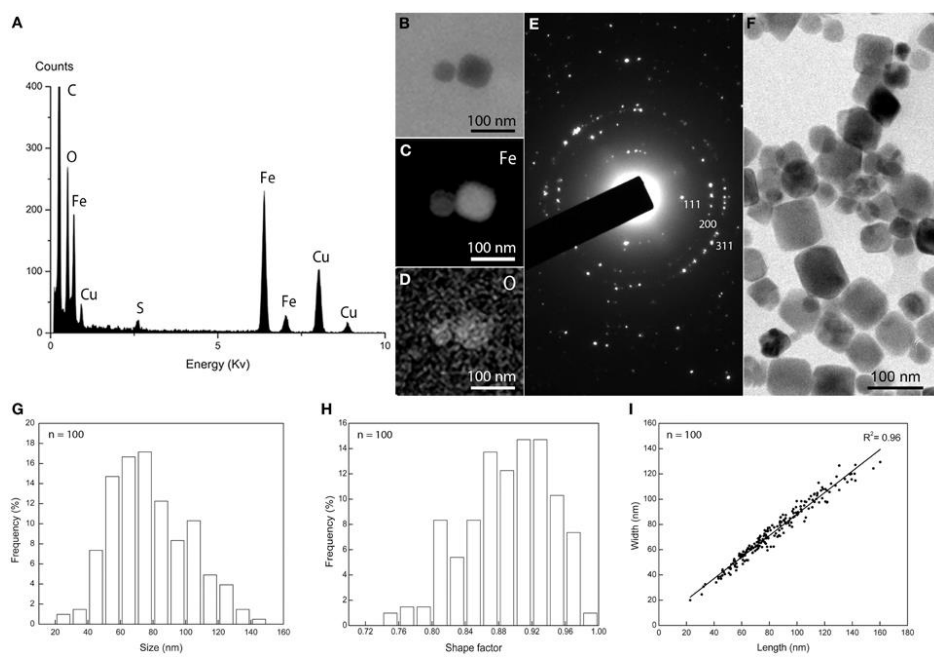 A
Counts
400
300
200
100
0
C
O
Fe
Cu
S
Fe
Fe
Cu
Cu
0
5
10
Energy (Kv)
B
100 nm
C
Fe
100 nm
D
O
100 nm
E
111
200
311
F
100 nm
G
n = 100
20
18
16
14
12
10
8
6
4
2
0
Frequency (%)
20 40 60 80 100 120 140 160
Size (nm)
H
n = 100
16
14
12
10
8
6
4
2
0
Frequency (%)
0.72 0.76 0.80 0.84 0.88 0.92 0.96 1.00
Shape factor
I
n = 100
R²= 0.96
160
140
120
100
80
60
40
20
0
Width (nm)
0 20 40 60 80 100 120 140 160 180
Length (nm)